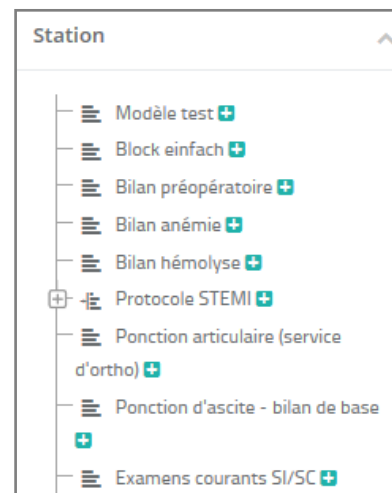 Station
Modèle test
Block einfach
Bilan préopératoire
Bilan anémie
Bilan hémolyse
Protocole STEMI
Ponction articulaire (service
d'ortho)
Ponction d'ascite - bilan de base
Examens courants SI/SC